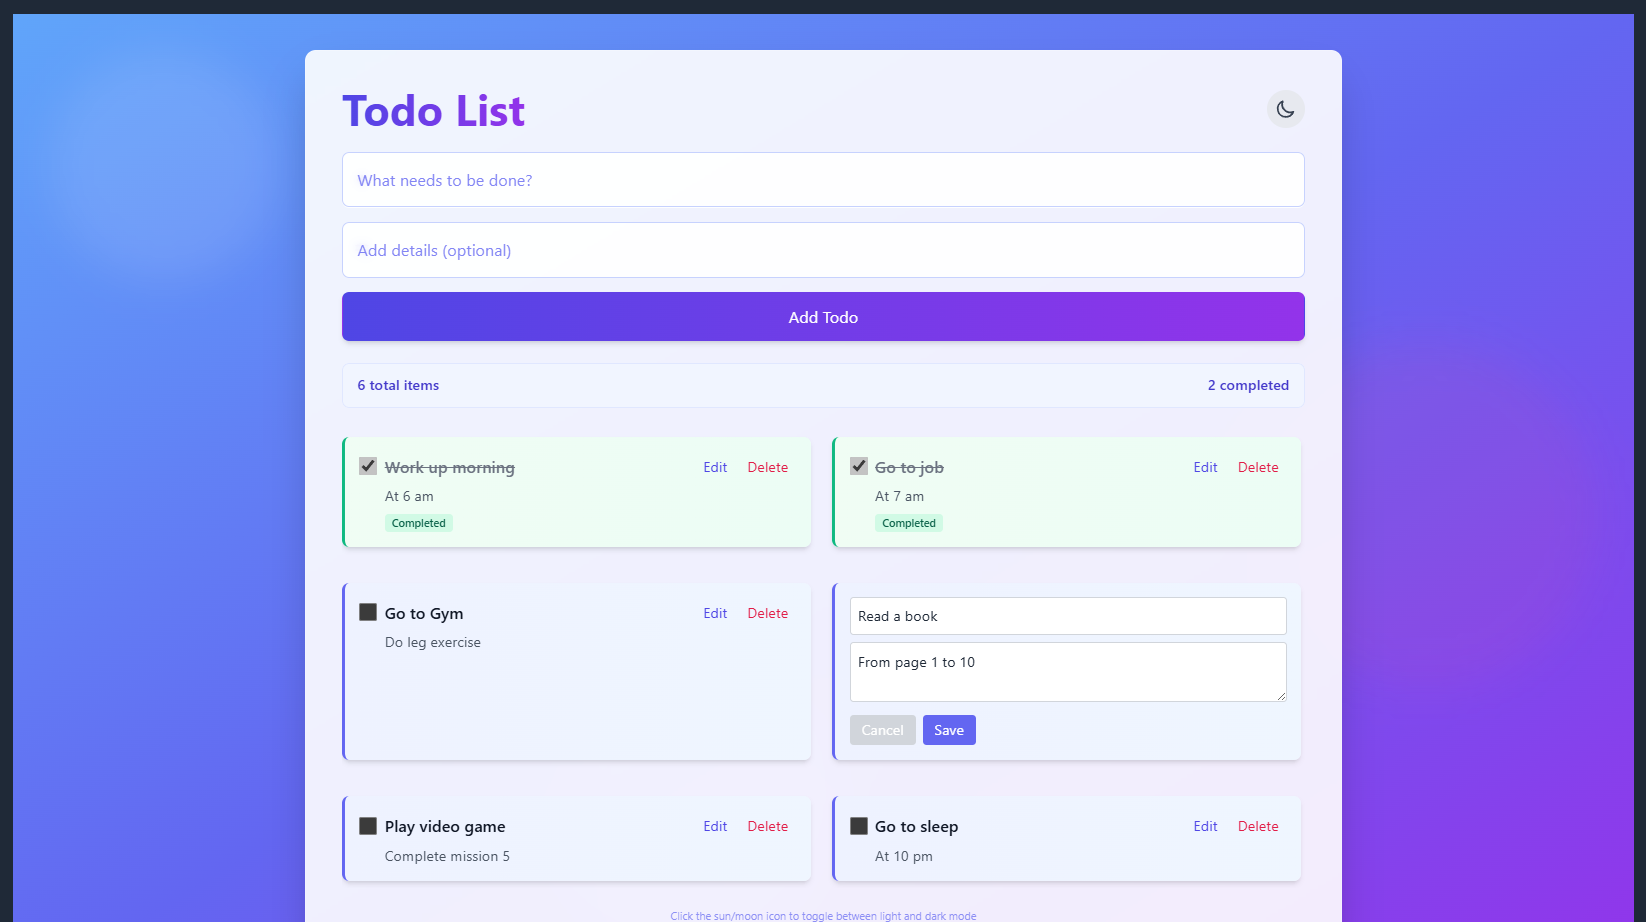 Todo List
What needs to be done?
Add details (optional)
Add Todo
6 total items
2 completed
Work up morning
Edit
Delete
At 6 am
Completed
Go to job
Edit
Delete
At 7 am
Completed
Go to Gym
Edit
Delete
Do leg exercise
Read a book
From page 1 to 10
Cancel
Save
Play video game
Edit
Delete
Complete mission 5
Go to sleep
Edit
Delete
At 10 pm
Click the sun/moon icon to toggle between light and dark mode